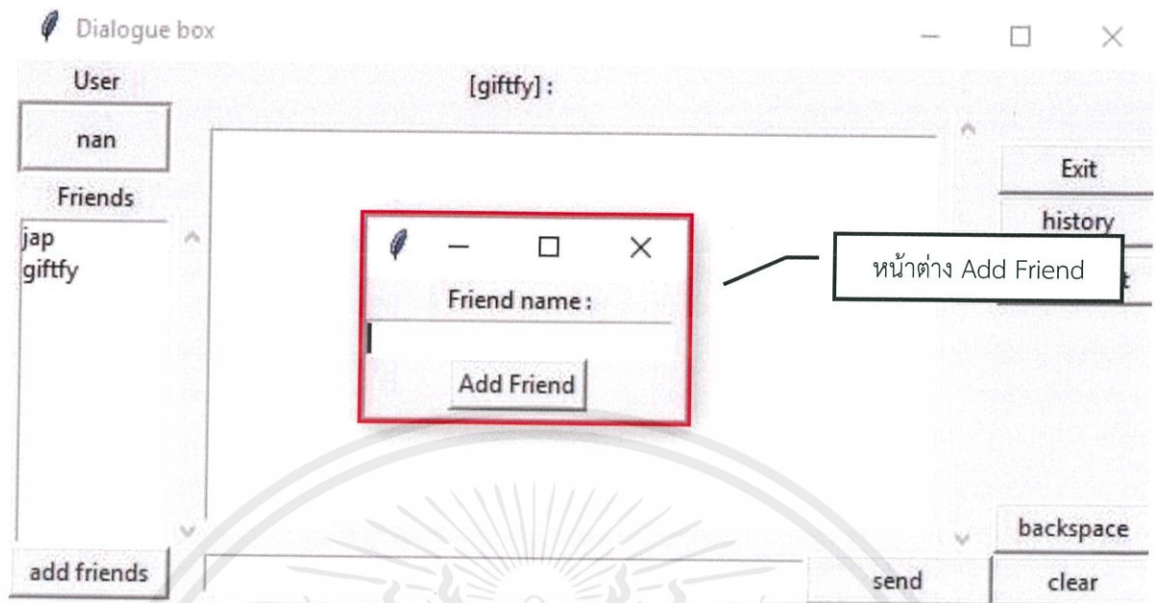 Dialogue box
User
[giftfy] :
nan
Exit
Friends
history
jap
giftfy
หน้าต่าง Add Friend
Friend name :
Add Friend
backspace
add friends
send
clear